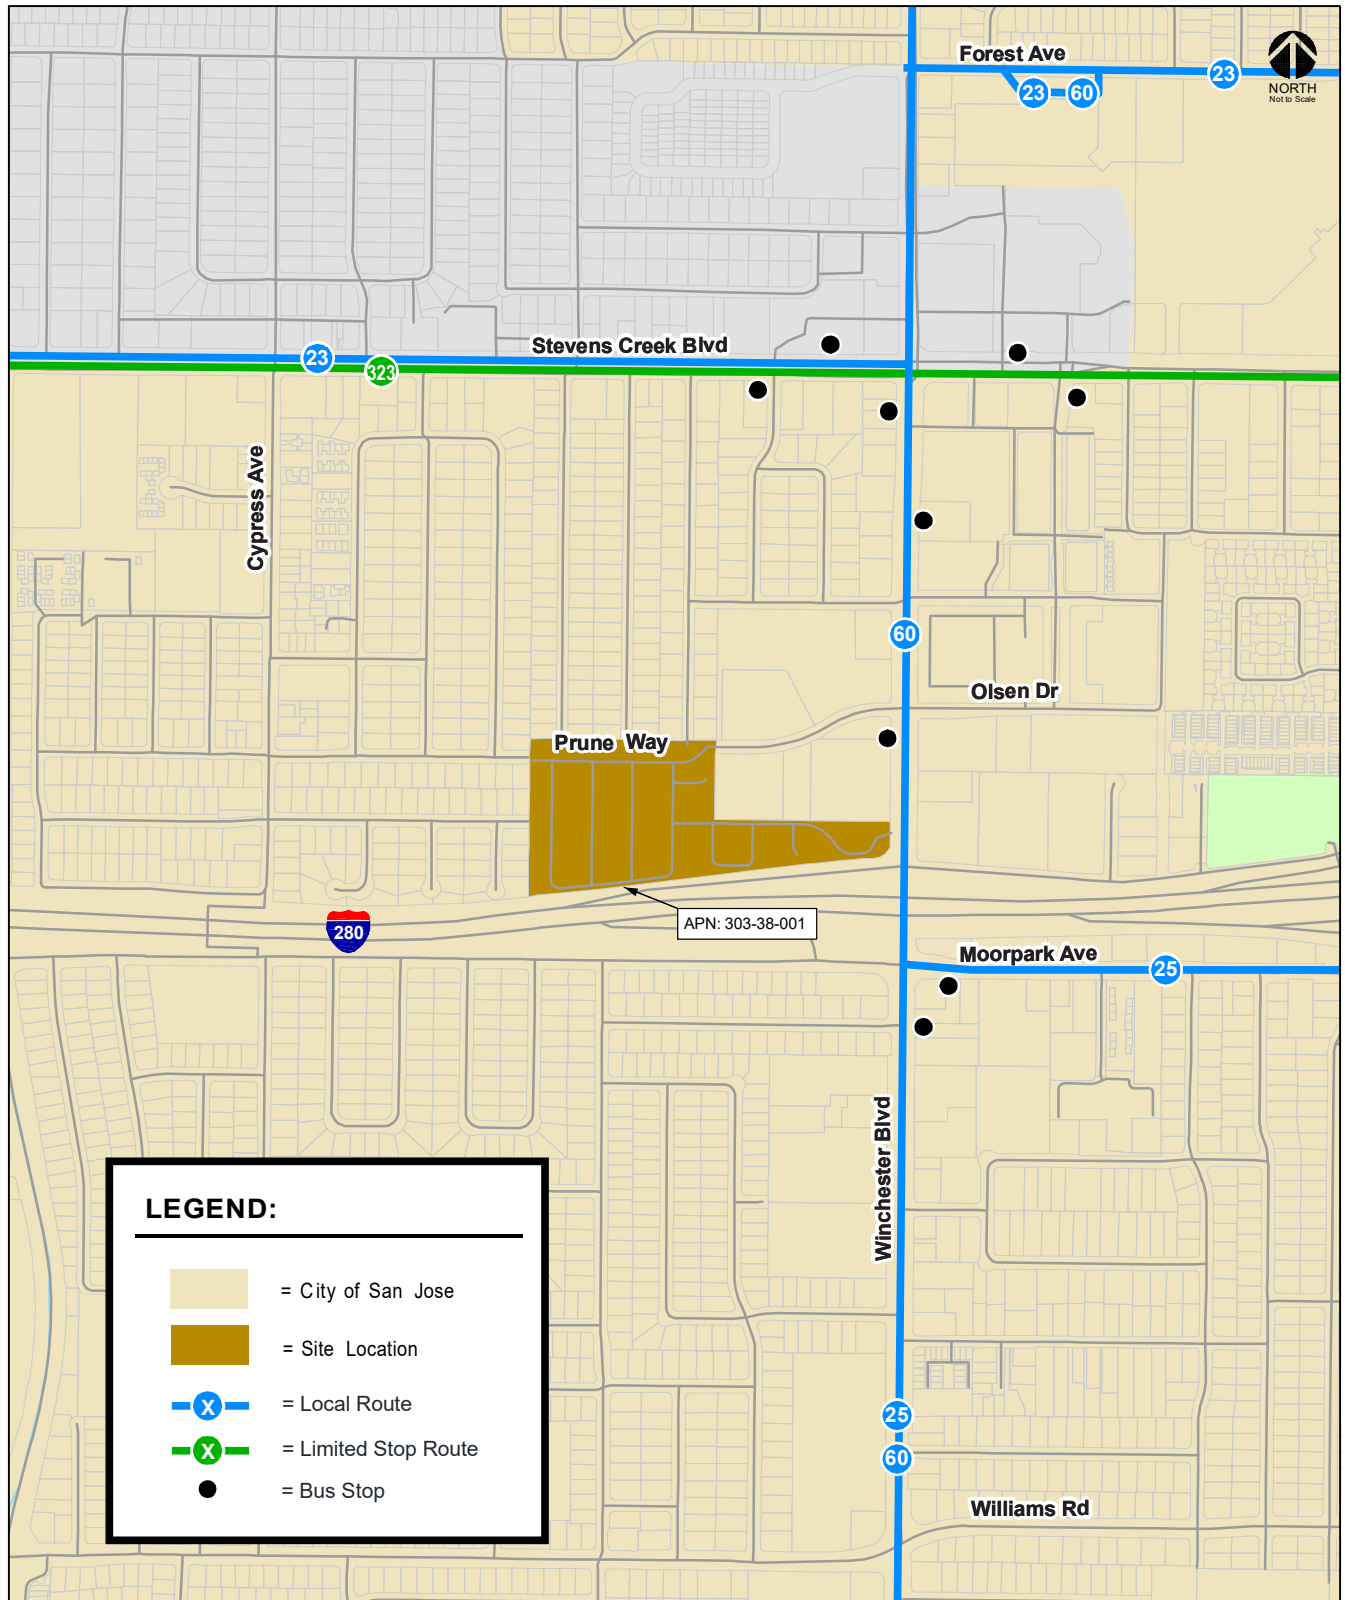 Forest Ave
23
23
60
NORTH
Not to Scale
Stevens Creek Blvd
23
323
Cypress Ave
60
Olsen Dr
Prune Way
APN: 303-38-001
280
Moorpark Ave
25
Winchester Blvd
LEGEND:
= City of San Jose
= Site Location
X
= Local Route
X
= Limited Stop Route
= Bus Stop
25
60
Williams Rd